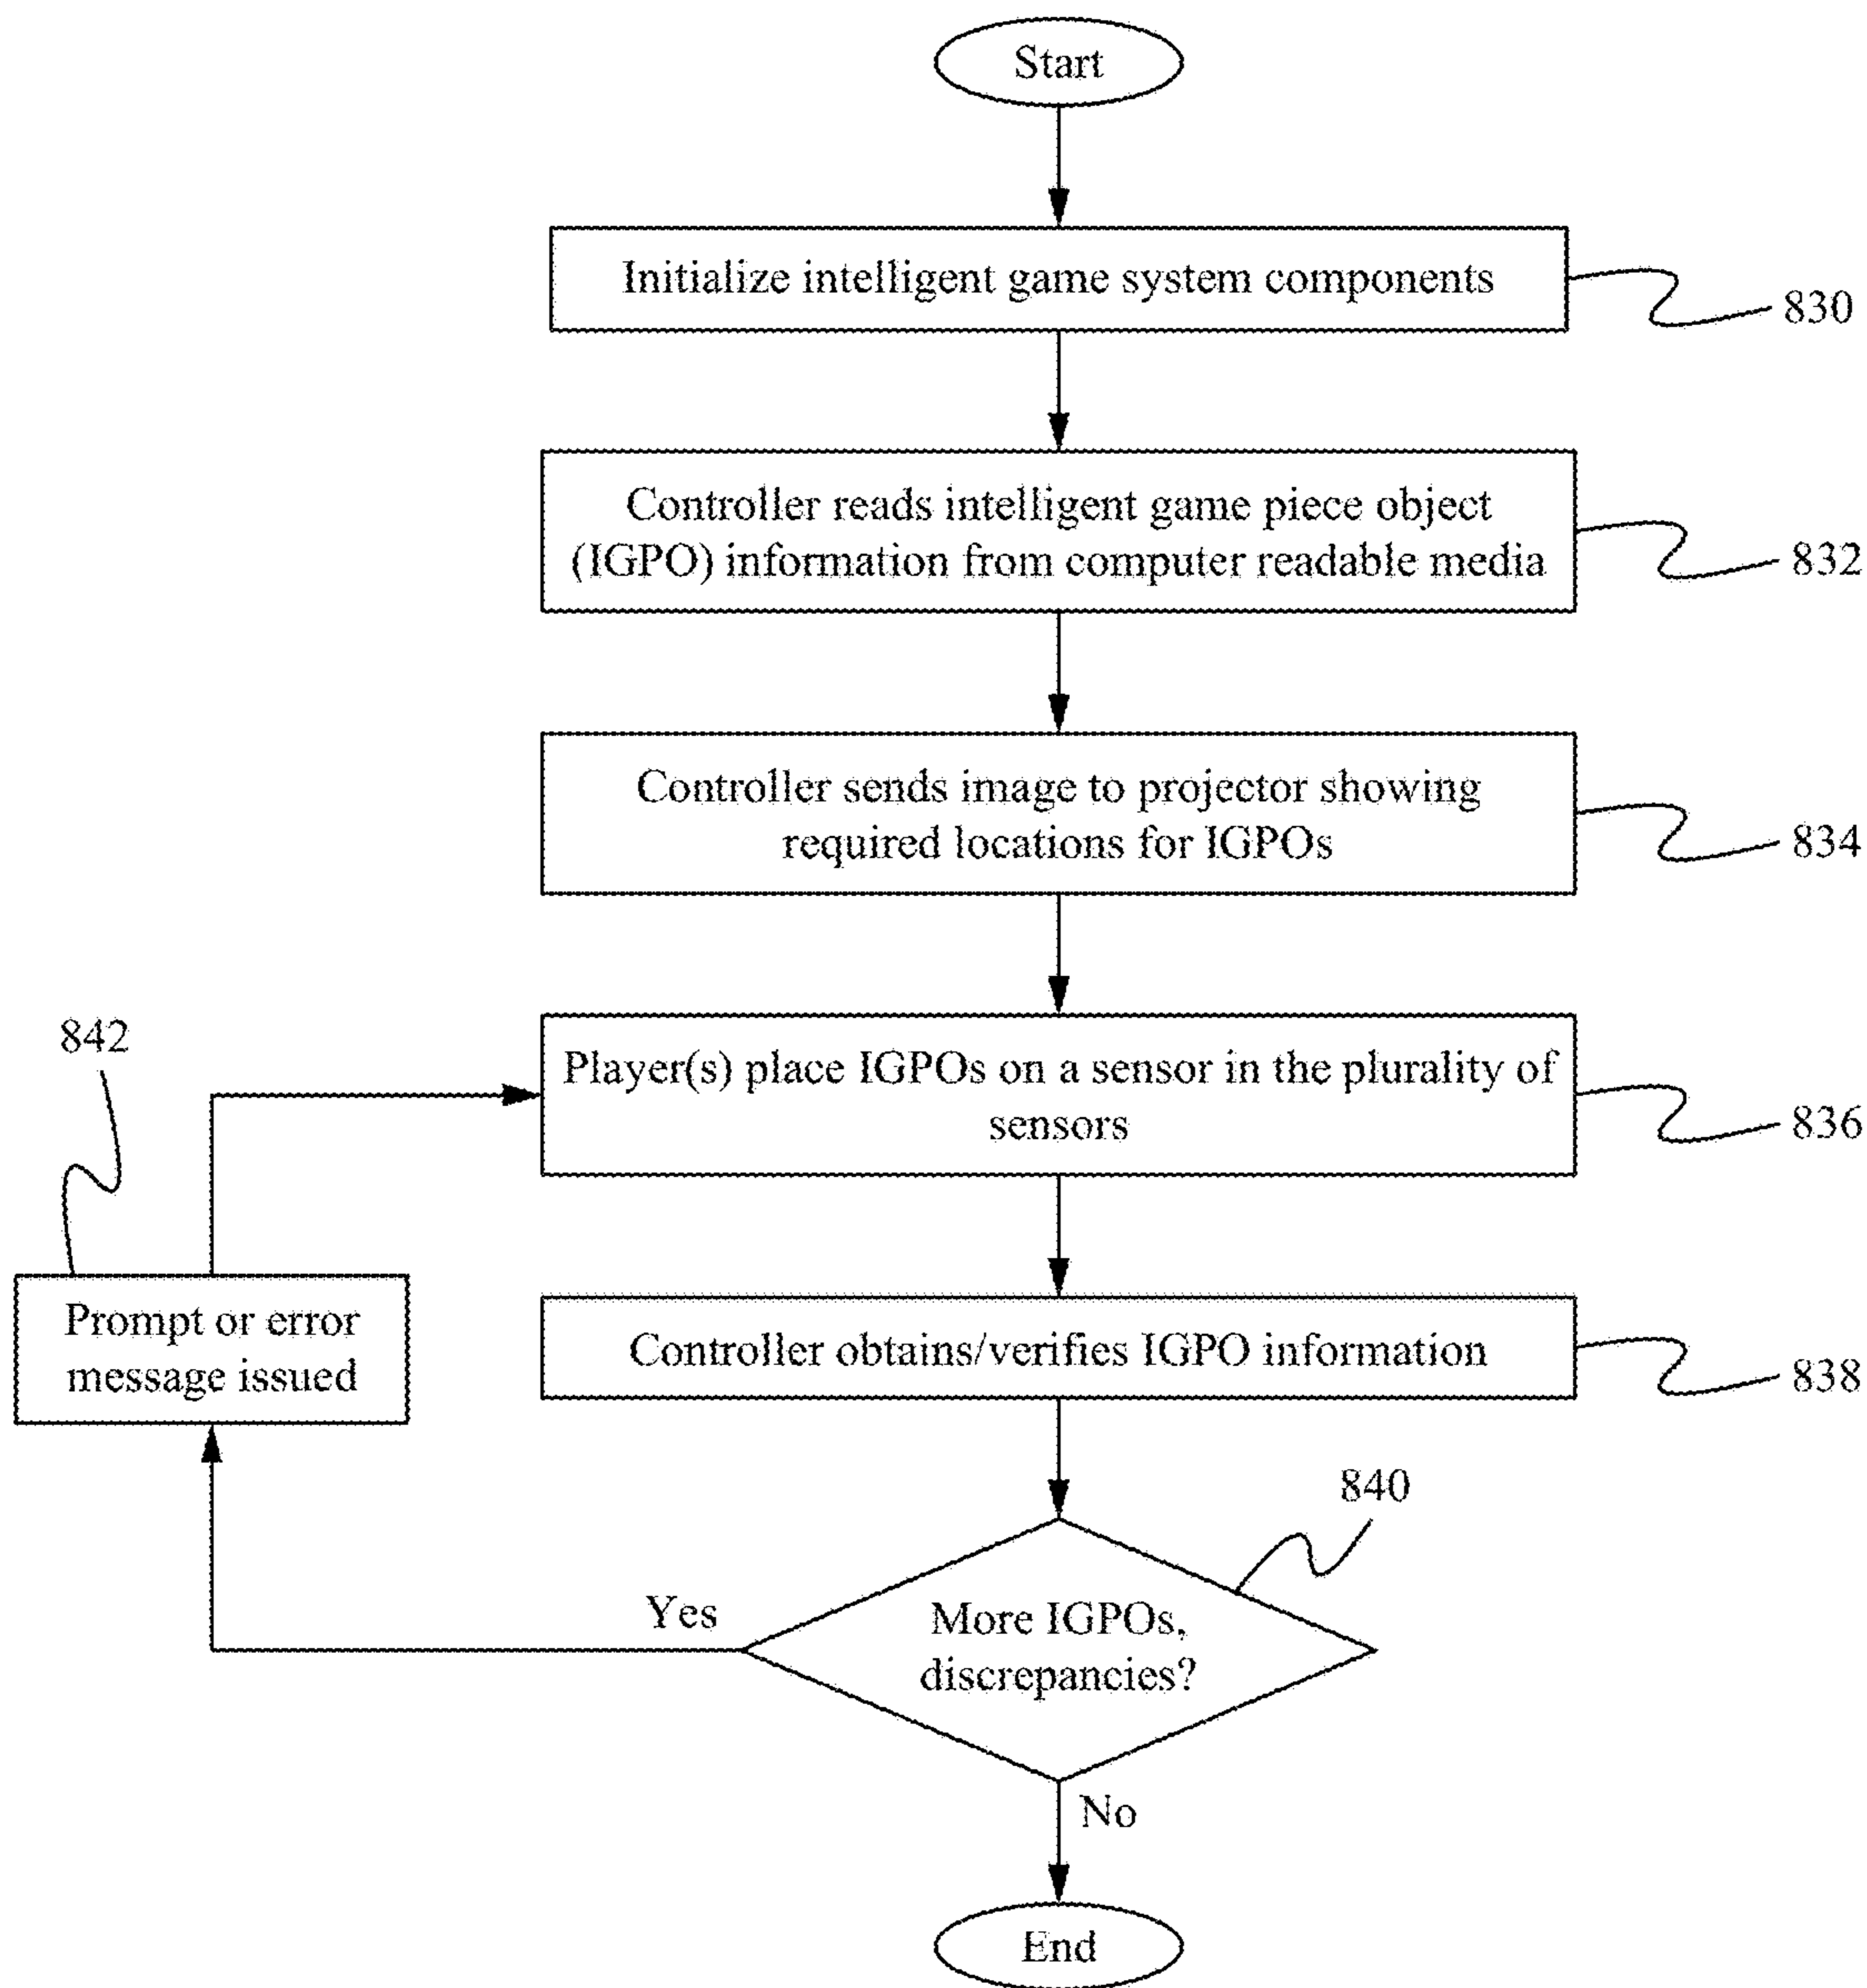 Start
Initialize intelligent game system components
830
Controller reads intelligent game piece object
(IGPO) information from computer readable media
832
Controller sends image to projector showing
required locations for IGPOs
834
842
Player(s) place IGPOs on a sensor in the plurality of
sensors
836
Prompt or error
message issued
Controller obtains/verifies IGPO information
838
840
Yes
More IGPOs,
discrepancies?
No
End